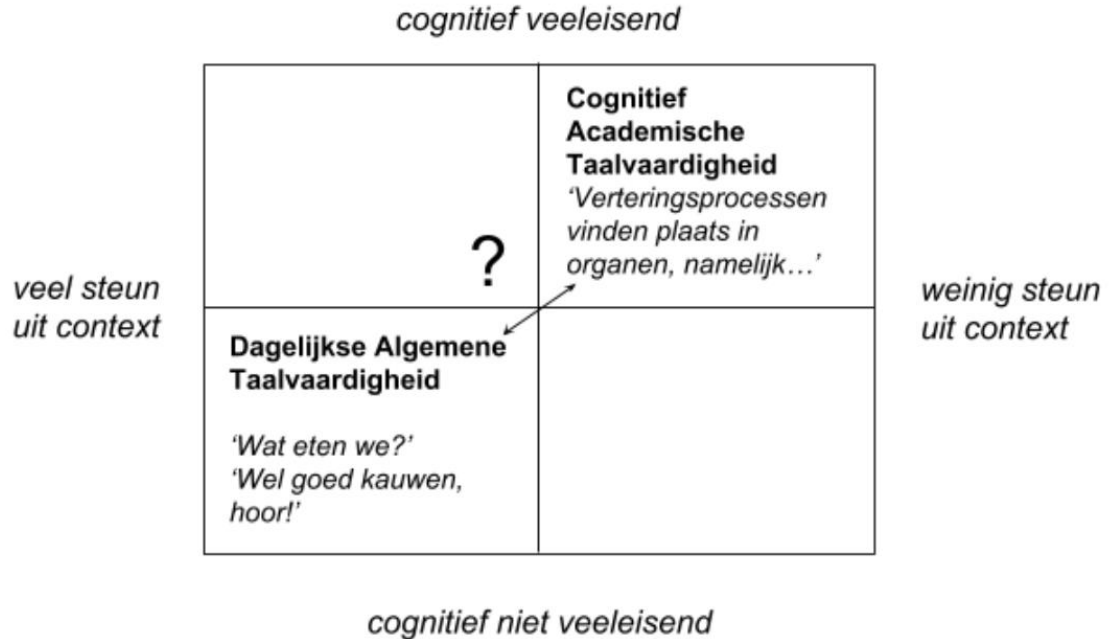 cognitief veeleisend
Cognitief
Academische
Taalvaardigheid
‘Verteringsprocessen
vinden plaats in
organen, namelijk…’
?
veel steun
uit context
weinig steun
uit context
Dagelijkse Algemene
Taalvaardigheid
‘Wat eten we?’
‘Wel goed kauwen,
hoor!’
cognitief niet veeleisend